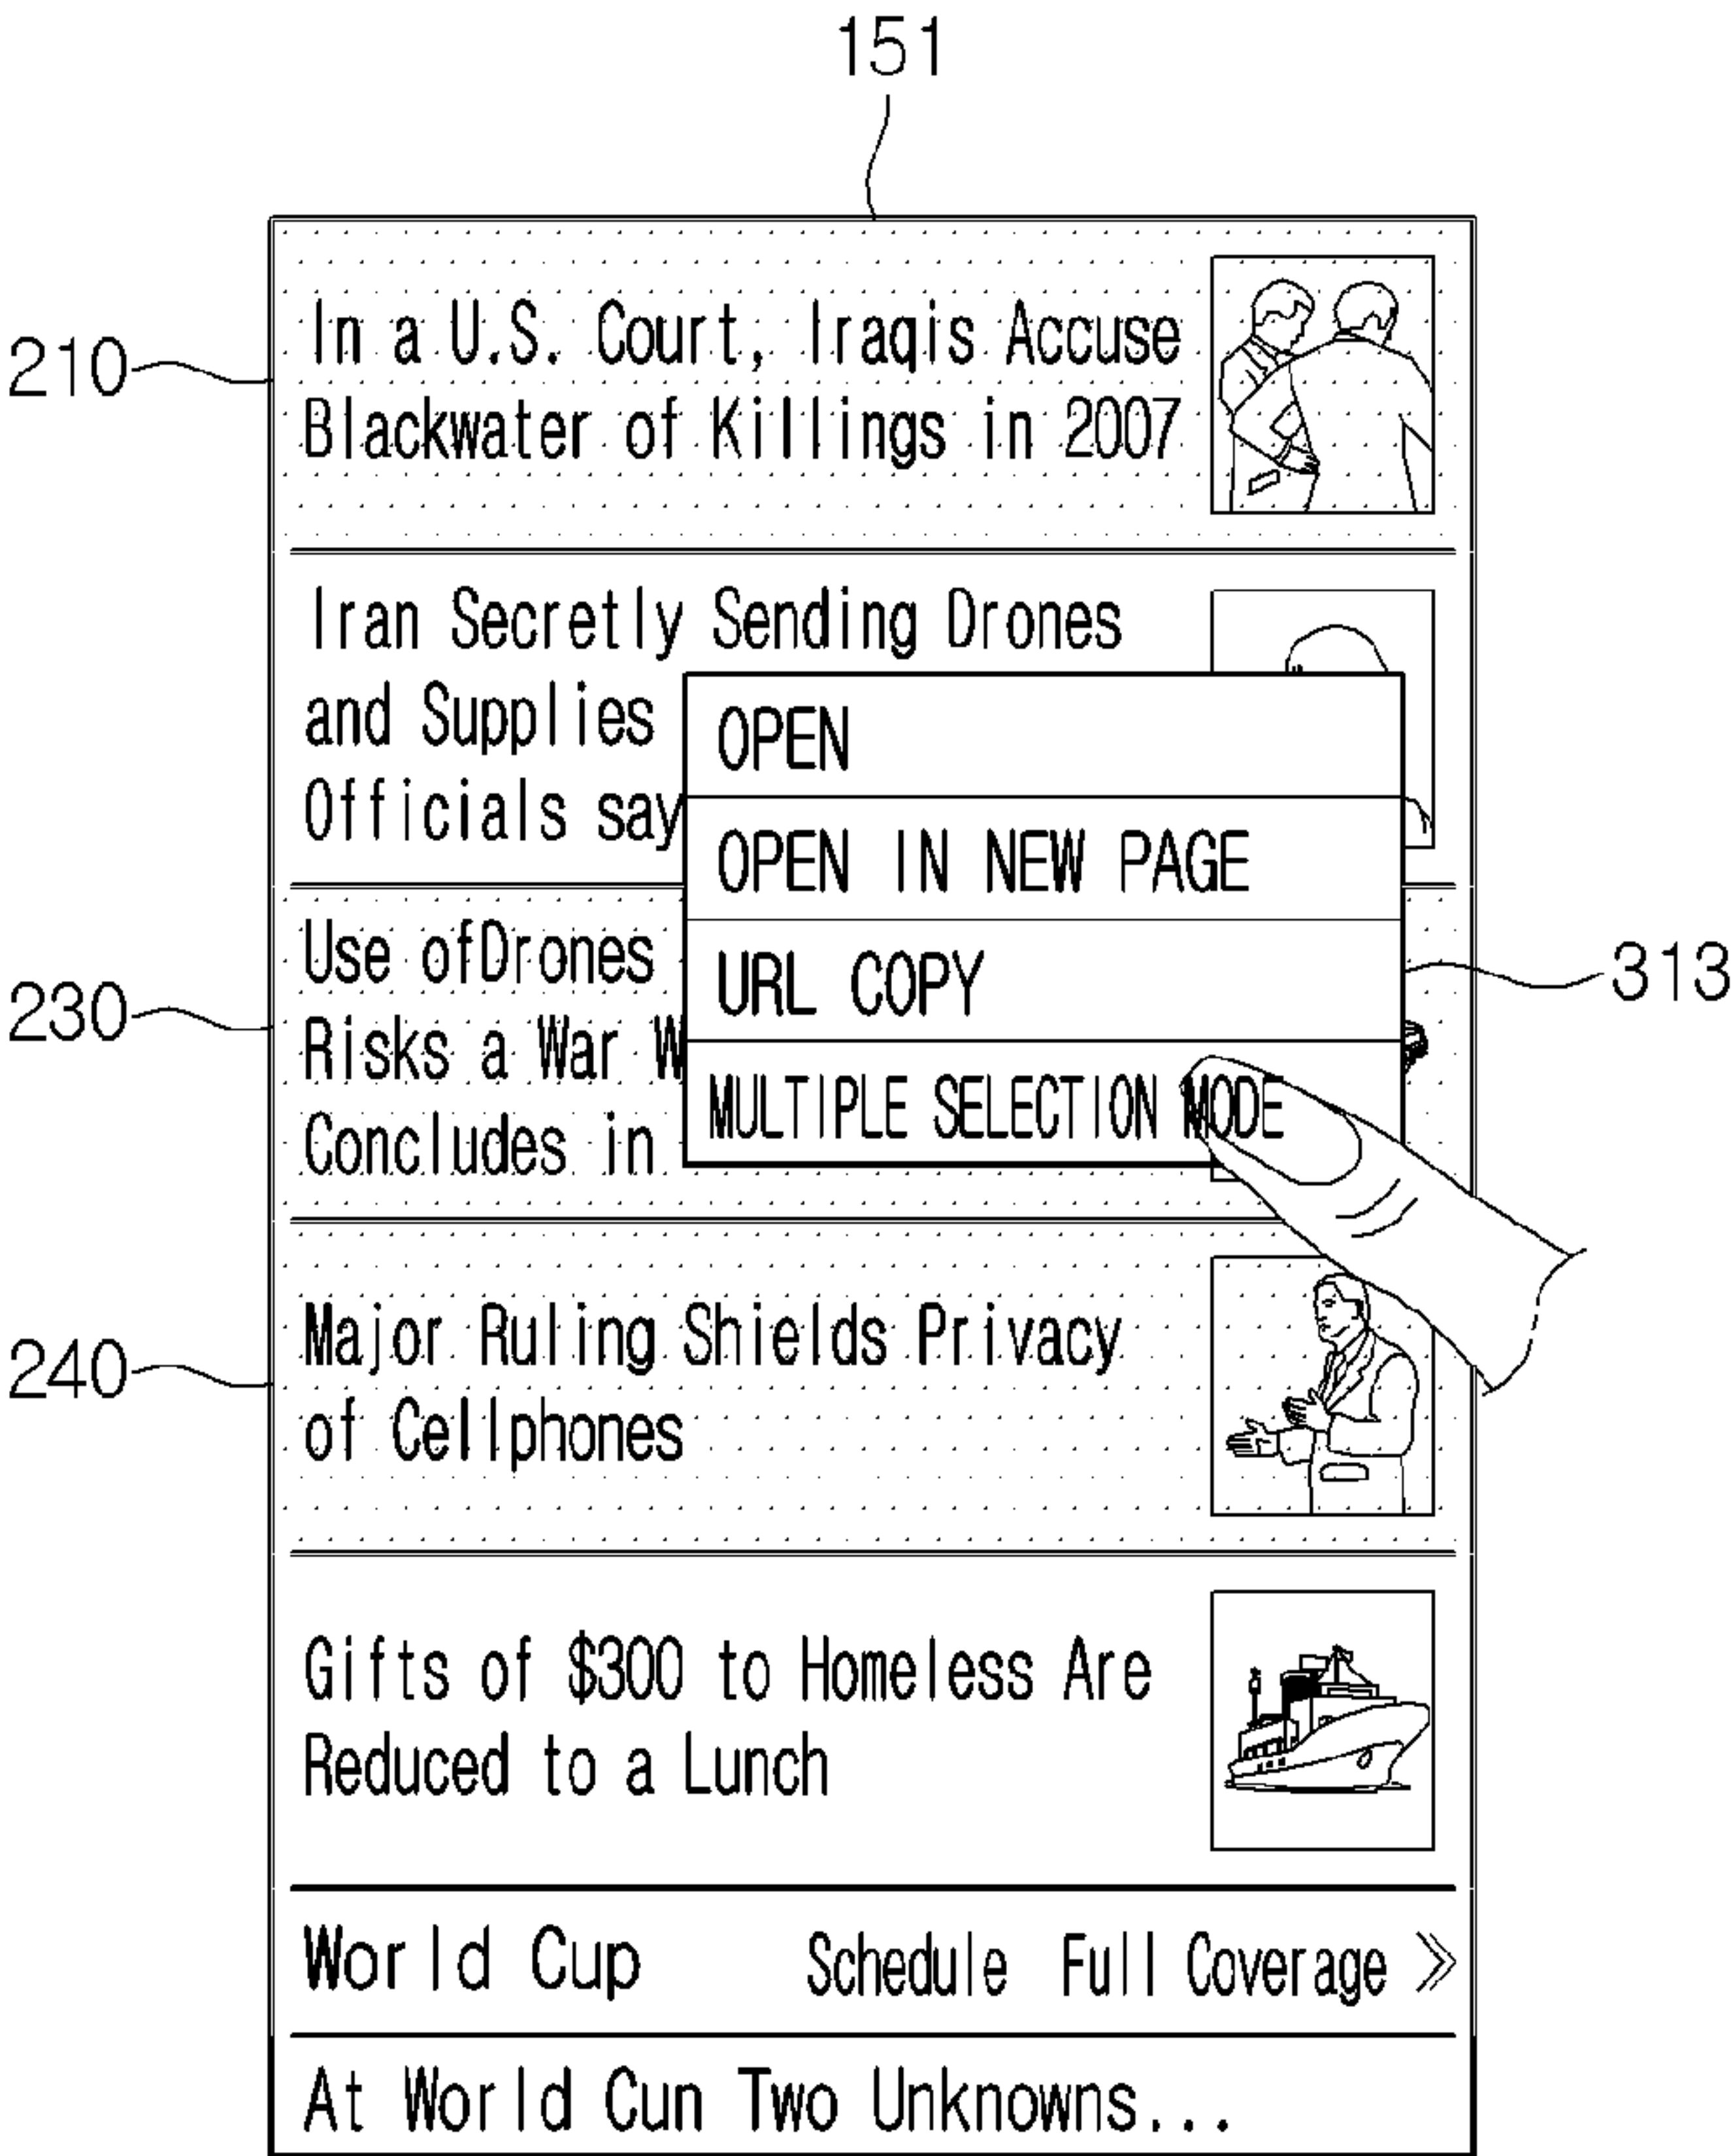 151
210
In a U.S. Court, Iraqis Accuse
Blackwater of Killings in 2007
Iran Secretly Sending Drones
and Supplies
Officials say
OPEN
OPEN IN NEW PAGE
URL COPY
MULTIPLE SELECTION MODE
313
230
Use ofDrones
Risks a War W
Concludes in
240
Major Ruling Shields Privacy
of Cellphones
Gifts of $300 to Homeless Are
Reduced to a Lunch
World Cup Schedule Full Coverage »
At World Cun Two Unknowns...